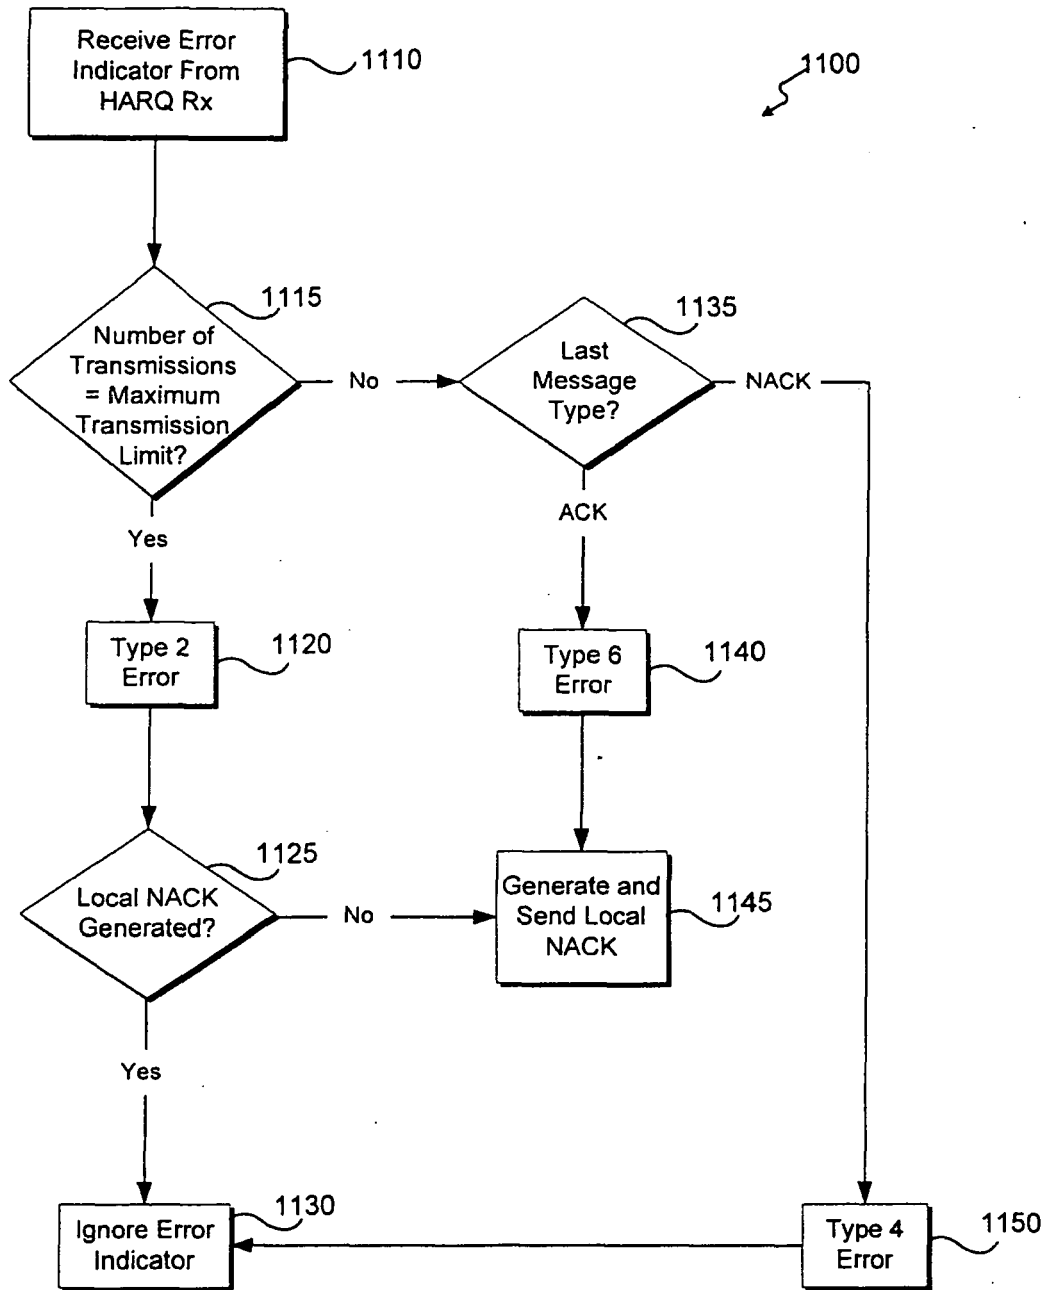 Receive Error
Indicator From
HARQ Rx
1110
1100
1115
Number of
Transmissions
= Maximum
Transmission
Limit?
No
1135
Last
Message
Type?
NACK
Yes
ACK
Type 2
Error
1120
Type 6
Error
1140
1125
Local NACK
Generated?
No
Generate and
Send Local
NACK
1145
Yes
Ignore Error
Indicator
1130
Type 4
Error
1150